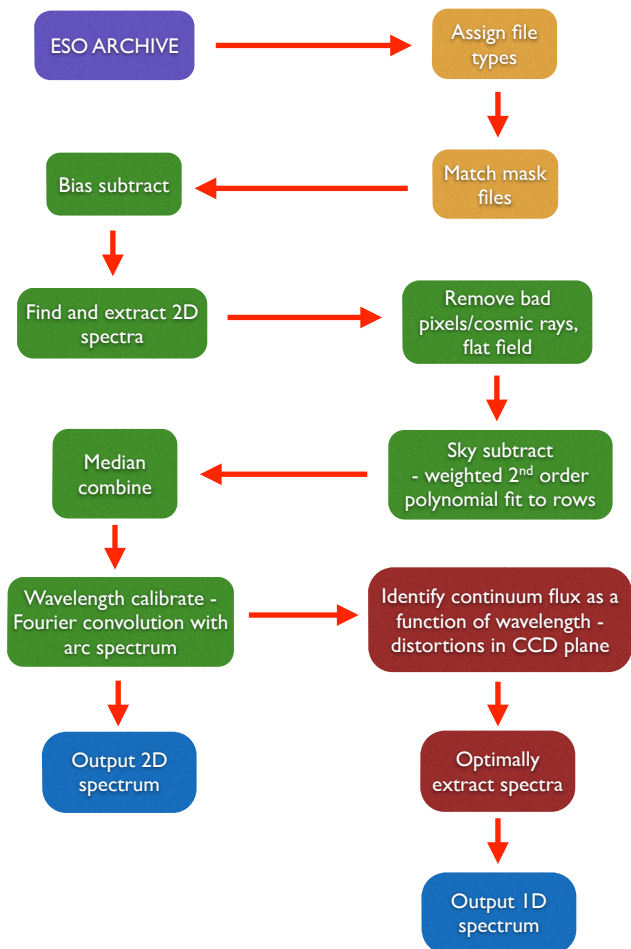 ESO ARCHIVE
Assign file
types
Match mask
files
Bias subtract
Find and extract 2D
spectra
Remove bad
pixels/cosmic rays,
flat field
Sky subtract
- weighted 2nd order
polynomial fit to rows
Median
combine
Wavelength calibrate -
Fourier convolution with
arc spectrum
Identify continuum flux as a
function of wavelength -
distortions in CCD plane
Output 2D
spectrum
Optimally
extract spectra
Output 1D
spectrum